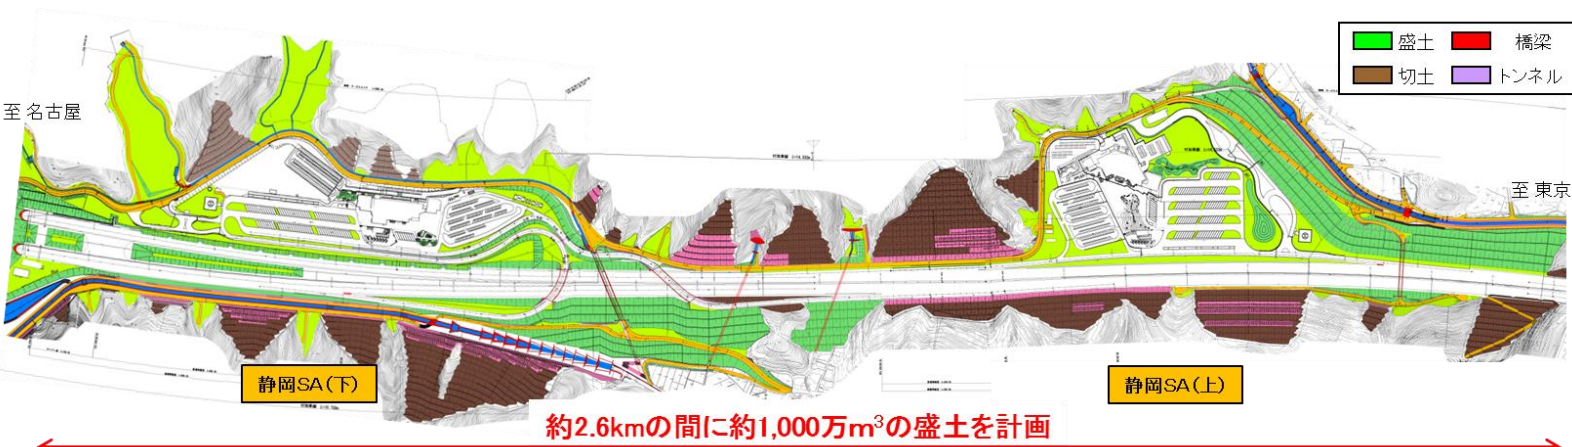 盛土
橋梁
切土
トンネル
至 名古屋
至 東京
静岡SA(下)
静岡SA(上)
約2.6kmの間に約1,000万m³の盛土を計画